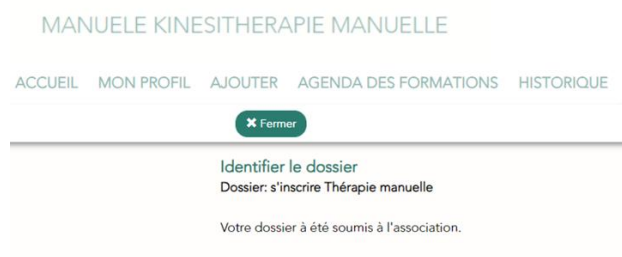 MANUELE KINESITHERAPIE MANUELLE
ACCUEIL MON PROFIL AJOUTER AGENDA DES FORMATIONS HISTORIQUE
✖ Fermer
Identifier le dossier
Dossier: s'inscrire Thérapie manuelle
Votre dossier à été soumis à l'association.